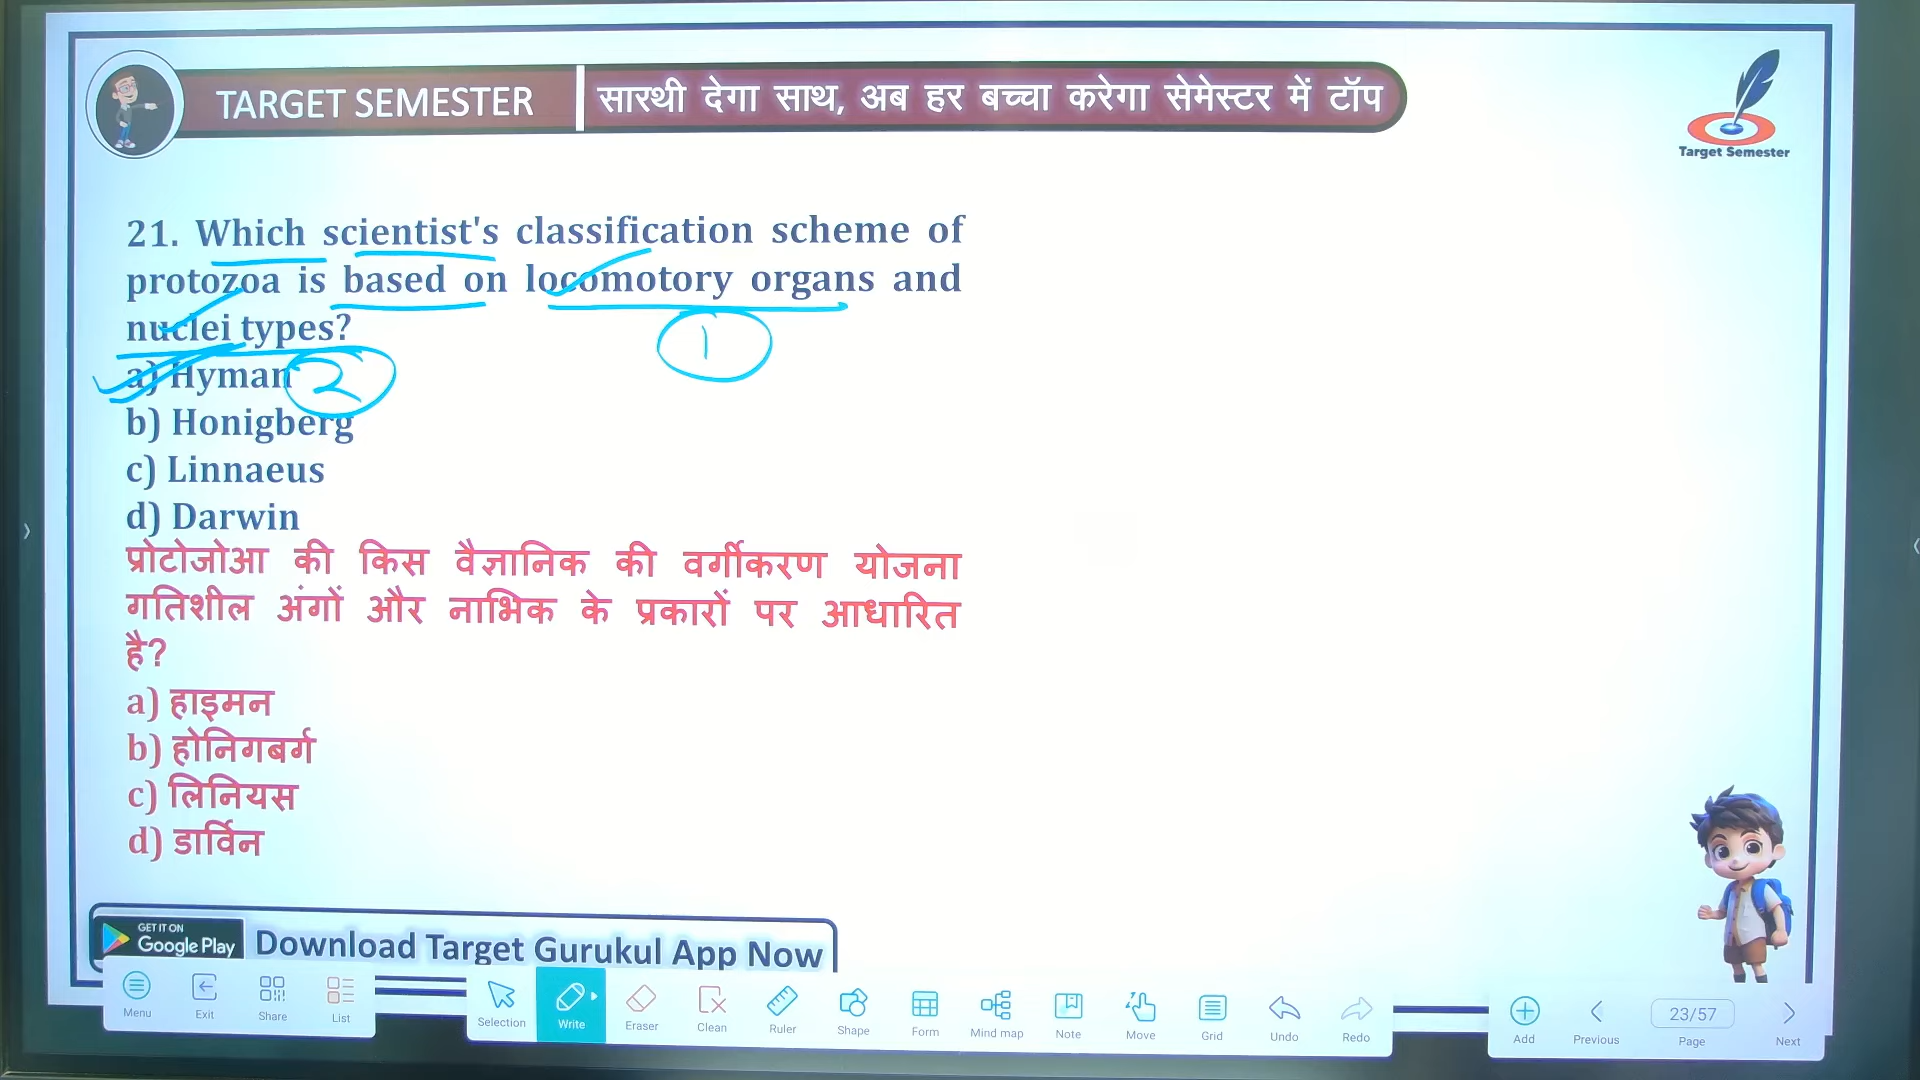 TARGET SEMESTER
सारथी देगा साथ, अब हर बच्चा करेगा सेमेस्टर में टॉप
Target Semester
21. Which scientist's classification scheme of
protozoa is based on locomotory organs and
nuclei types?
1
a) Hyman
2
b) Honigberg
c) Linnaeus
d) Darwin
प्रोटोजोआ की किस वैज्ञानिक की वर्गीकरण योजना
गतिशील अंगों और नाभिक के प्रकारों पर आधारित
है?
a) हाइमन
b) होनिगबर्ग
c) लिनियस
d) डार्विन
GET IT ON
Google Play
Download Target Gurukul App Now
Menu Exit Share List Selection Write Eraser Clean Ruler Shape Form Mind map Note Move Grid Undo Redo Add Previous 23/57 Page Next